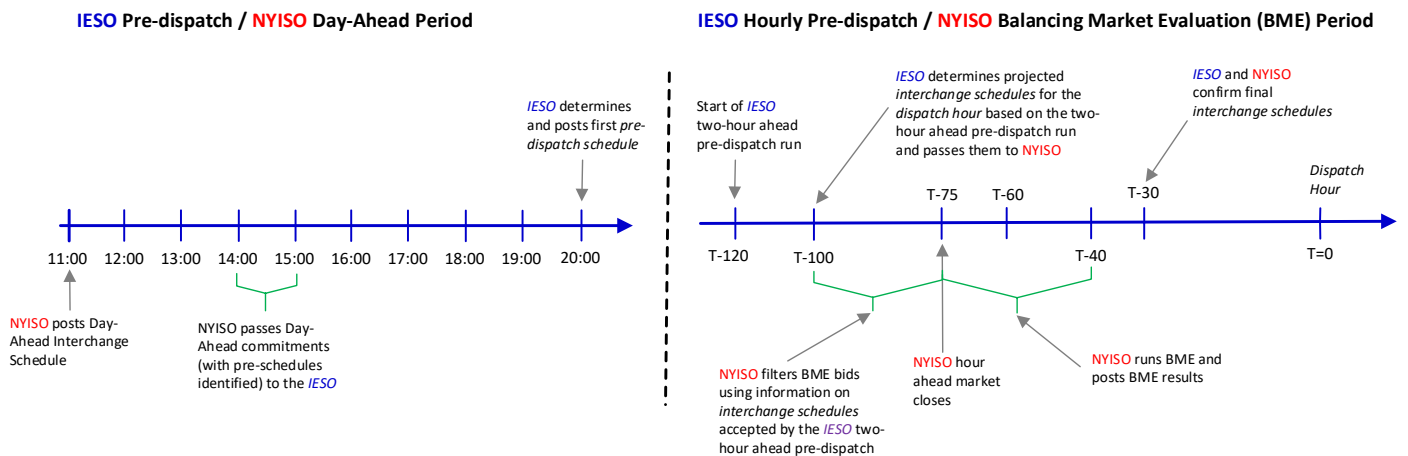 IESO Pre-dispatch / NYISO Day-Ahead Period
IESO Hourly Pre-dispatch / NYISO Balancing Market Evaluation (BME) Period
IESO determines
and posts first pre-
dispatch schedule
Start of IESO
two-hour ahead
pre-dispatch run
IESO determines projected
interchange schedules for the
dispatch hour based on the two-
hour ahead pre-dispatch run
and passes them to NYISO
IESO and NYISO
confirm final
interchange schedules
Dispatch
Hour
T-75
T-60
T-30
11:00
12:00
13:00
14:00
15:00
16:00
17:00
18:00
19:00
20:00
T-120
T-100
T-40
T=0
NYISO posts Day-
Ahead Interchange
Schedule
NYISO passes Day-
Ahead commitments
(with pre-schedules
identified) to the IESO
NYISO filters BME bids
using information on
interchange schedules
accepted by the IESO two-
hour ahead pre-dispatch
NYISO hour
ahead market
closes
NYISO runs BME and
posts BME results